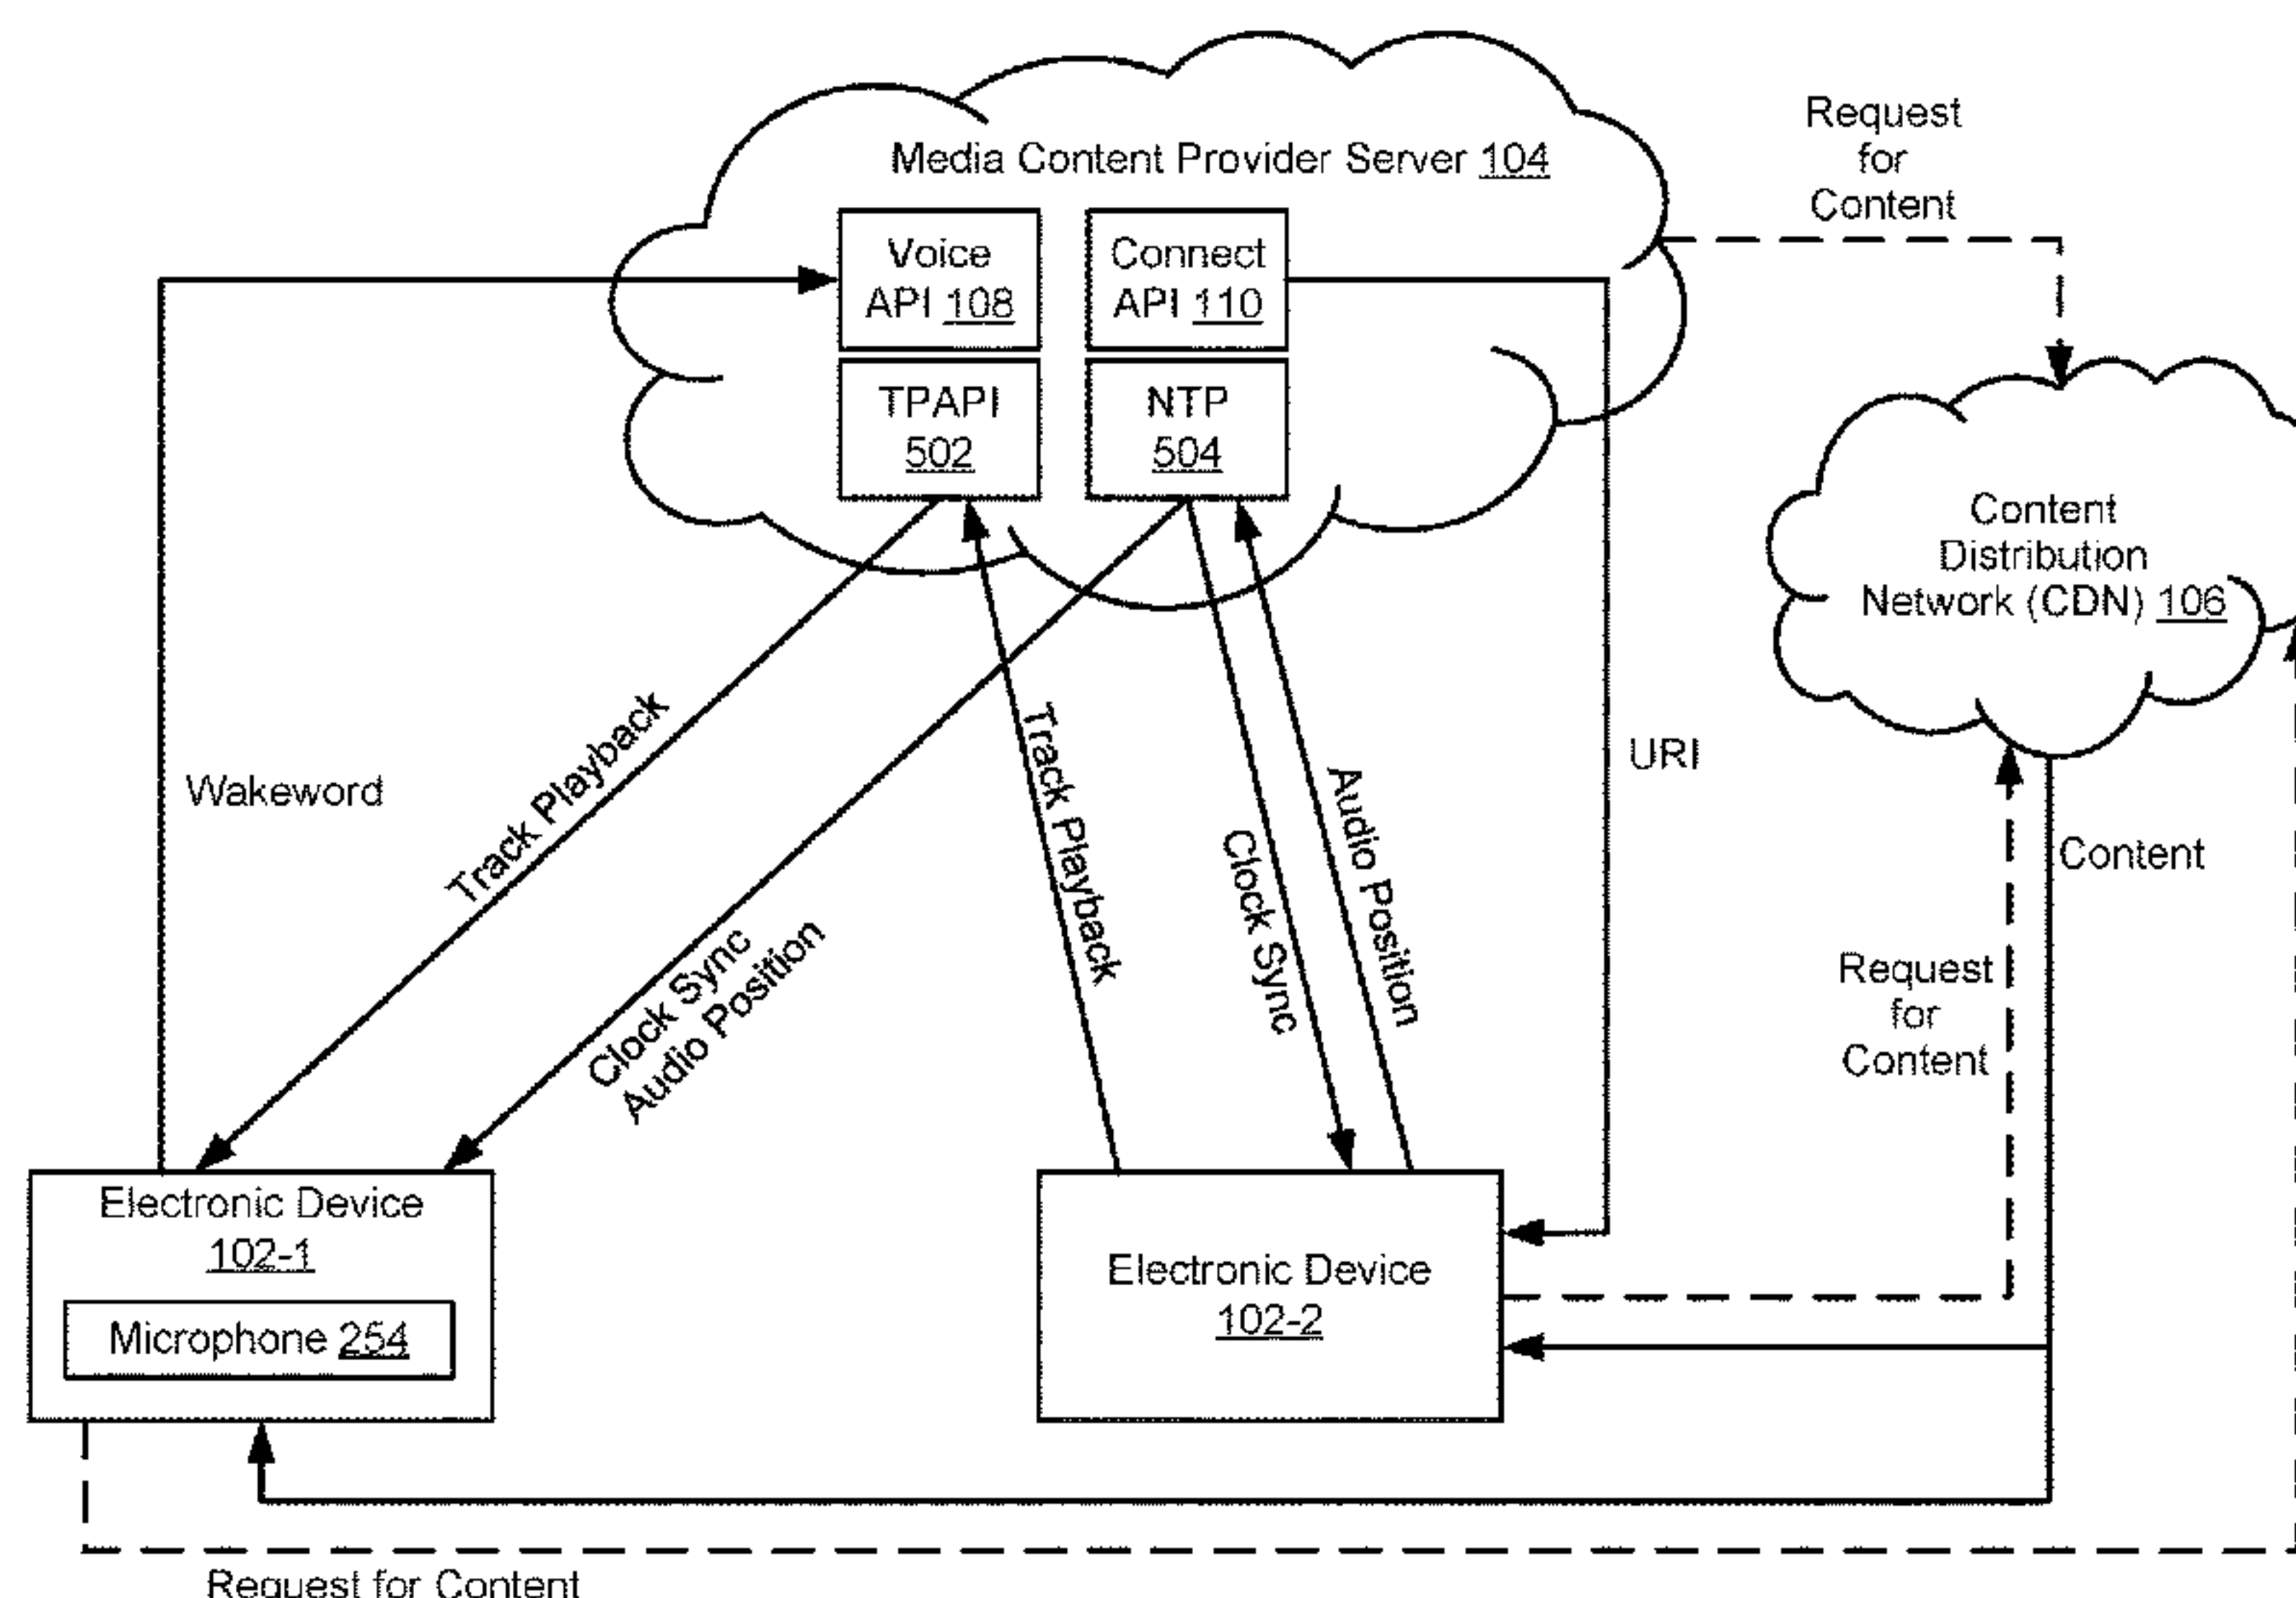 Media Content Provider Server 104
Request
for
Content
Voice
API 108
Connect
API 110
TPAPI
502
NTP
504
Content
Distribution
Network (CDN) 106
Wakeword
Track Playback
Clock Sync
Audio Position
Track Playback
Clock Sync
Audio Position
URI
Content
Request
for
Content
Electronic Device
102-1
Microphone 254
Electronic Device
102-2
Request for Content